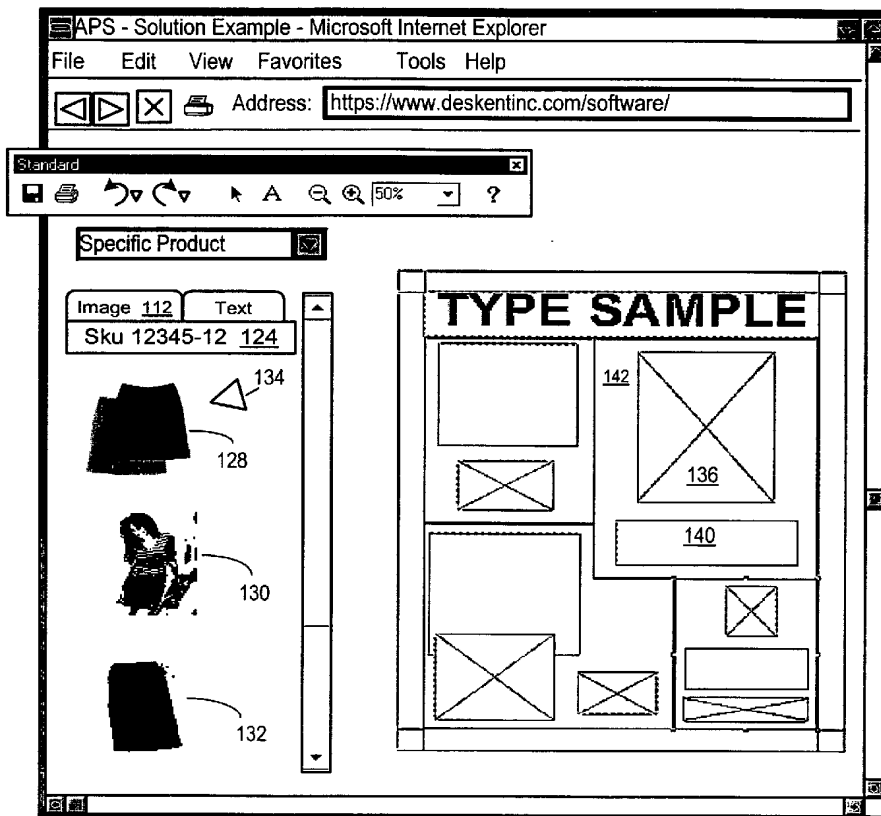 APS - Solution Example - Microsoft Internet Explorer
File Edit View Favorites Tools Help
Address: https://www.deskentinc.com/software/
Standard
A 50% ?
Specific Product
Image 112 Text
Sku 12345-12 124
134
128
130
132
TYPE SAMPLE
142
136
140